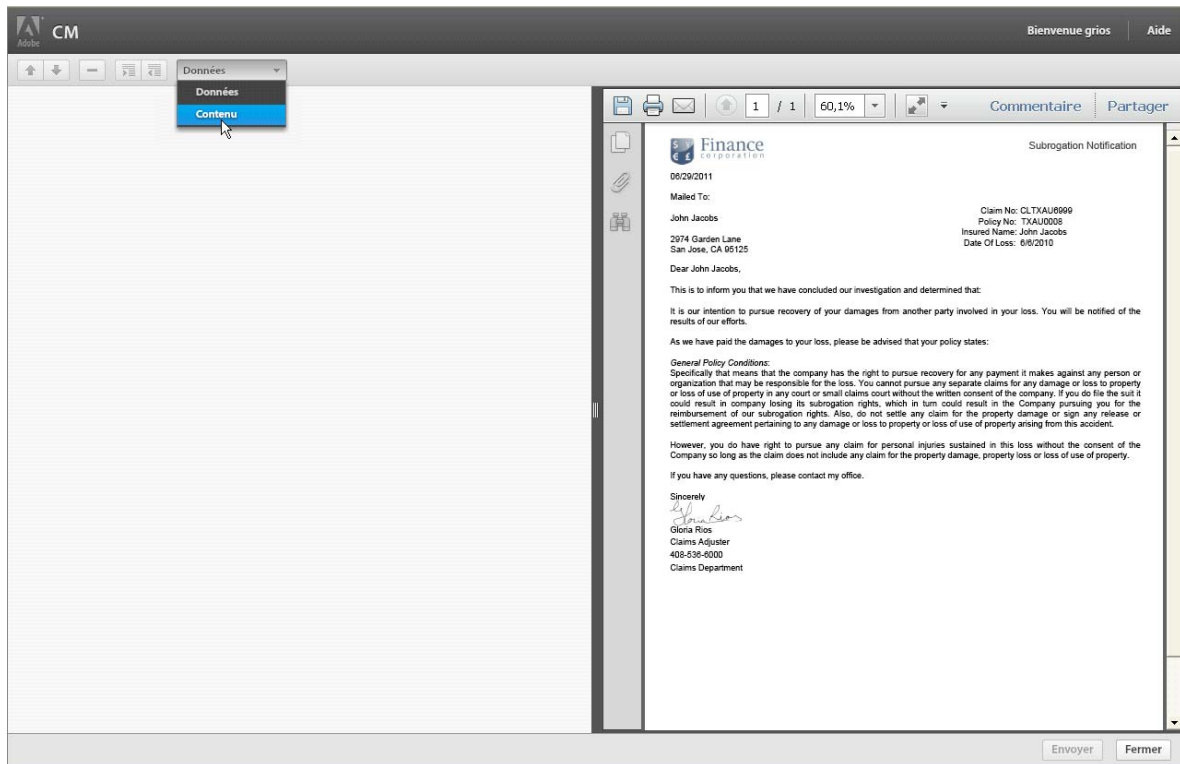 Adobe
CM
Bienvenue grios
Aide
Données
Données
Contenu
1 / 1
60,1%
Commentaire
Partager
S ¥
€ £
Finance
corporation
Subrogation Notification
06/29/2011
Mailed To:
John Jacobs
2974 Garden Lane
San Jose, CA 95125
Claim No: CLTXAU6999
Policy No: TXAU0008
Insured Name: John Jacobs
Date Of Loss: 6/6/2010
Dear John Jacobs,
This is to inform you that we have concluded our investigation and determined that:
It is our intention to pursue recovery of your damages from another party involved in your loss. You will be notified of the
results of our efforts.
As we have paid the damages to your loss, please be advised that your policy states:
General Policy Conditions:
Specifically that means that the company has the right to pursue recovery for any payment it makes against any person or
organization that may be responsible for the loss. You cannot pursue any separate claims for any damage or loss to property
or loss of use of property in any court or small claims court without the written consent of the company. If you do file the suit it
could result in company losing its subrogation rights, which in turn could result in the Company pursuing you for the
reimbursement of our subrogation rights. Also, do not settle any claim for the property damage or sign any release or
settlement agreement pertaining to any damage or loss to property or loss of use of property arising from this accident.
However, you do have right to pursue any claim for personal injuries sustained in this loss without the consent of the
Company so long as the claim does not include any claim for the property damage, property loss or loss of use of property.
If you have any questions, please contact my office.
Sincerely
Gloria Rios
Gloria Rios
Claims Adjuster
408-536-6000
Claims Department
Envoyer
Fermer